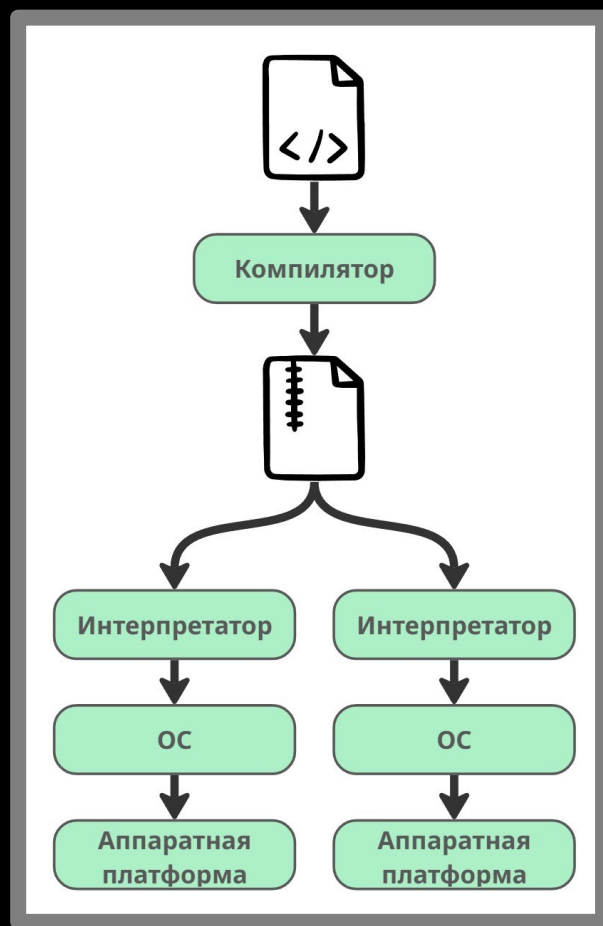 </>
Компилятор
Интерпретатор
Интерпретатор
ОС
ОС
Аппаратная
платформа
Аппаратная
платформа